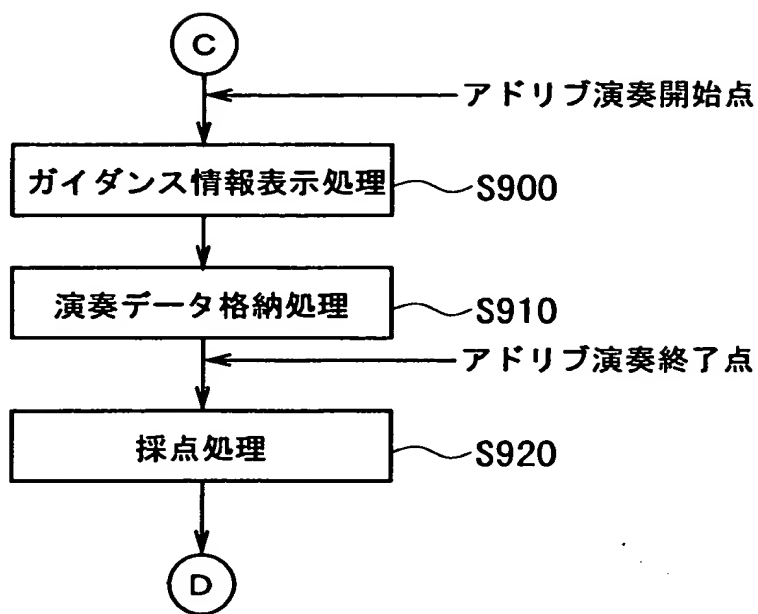 C
アドリブ演奏開始点
ガイダンス情報表示処理
S900
演奏データ格納処理
S910
アドリブ演奏終了点
採点処理
S920
D